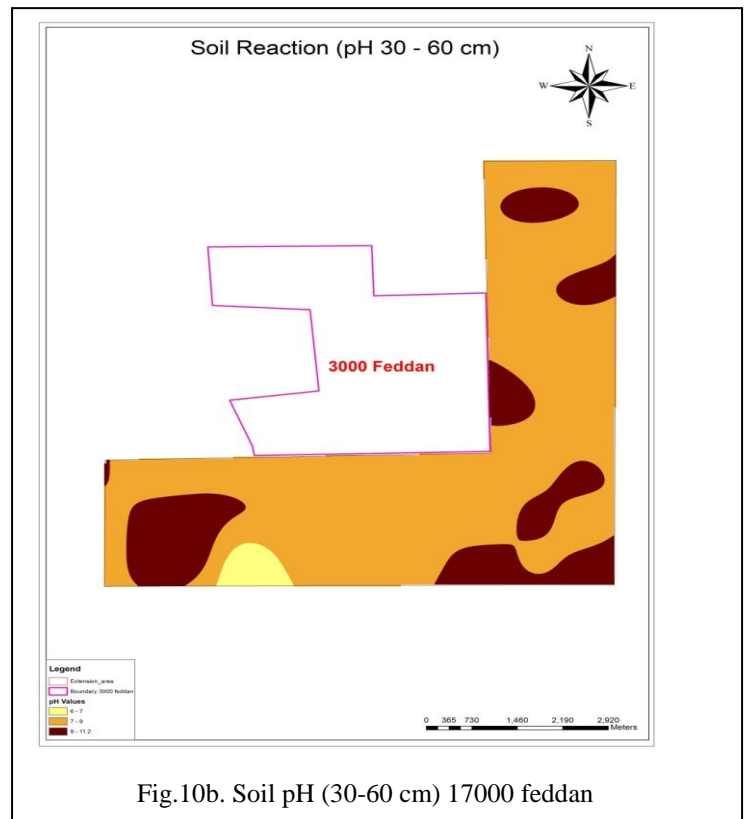 Soil Reaction (pH 30 - 60 cm)
N
W E
S
3000 Feddan
Legend
Extension_area
Boundary 3000 feddan
pH Values
6 - 7
7 - 9
9 - 11.2
0 365 730 1,460 2,190 2,920
Meters
Fig.10b. Soil pH (30-60 cm) 17000 feddan